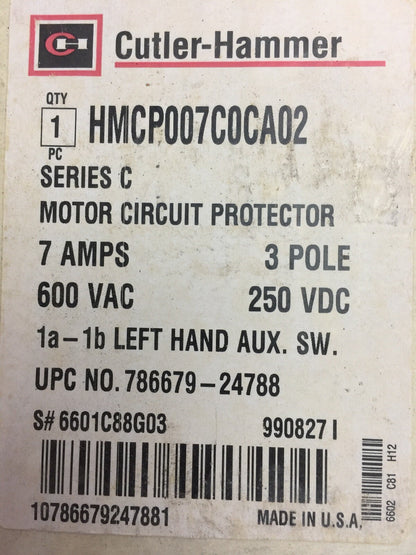 CH Cutler-Hammer
QTY
1 HMCP007C0CA02
PC
SERIES C
MOTOR CIRCUIT PROTECTOR
7 AMPS 3 POLE
600 VAC 250 VDC
1a-1b LEFT HAND AUX. SW.
UPC NO. 786679-24788
S# 6601C88G03 990827 I
10786679247881 MADE IN U.S.A.
6602 C81 H12